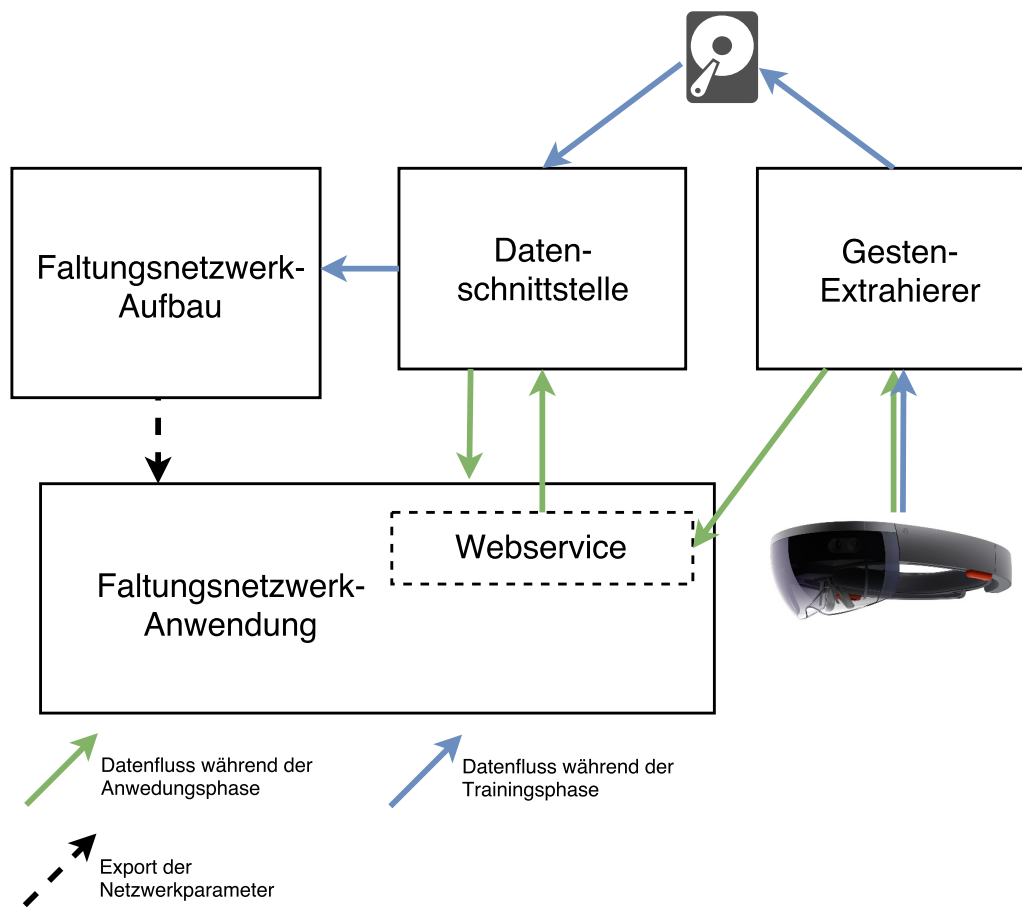 Faltungsnetzwerk-
Aufbau
Daten-
schnittstelle
Gesten-
Extrahierer
Webservice
Faltungsnetzwerk-
Anwendung
Datenfluss während der
Anwedungsphase
Datenfluss während der
Trainingsphase
Export der
Netzwerkparameter